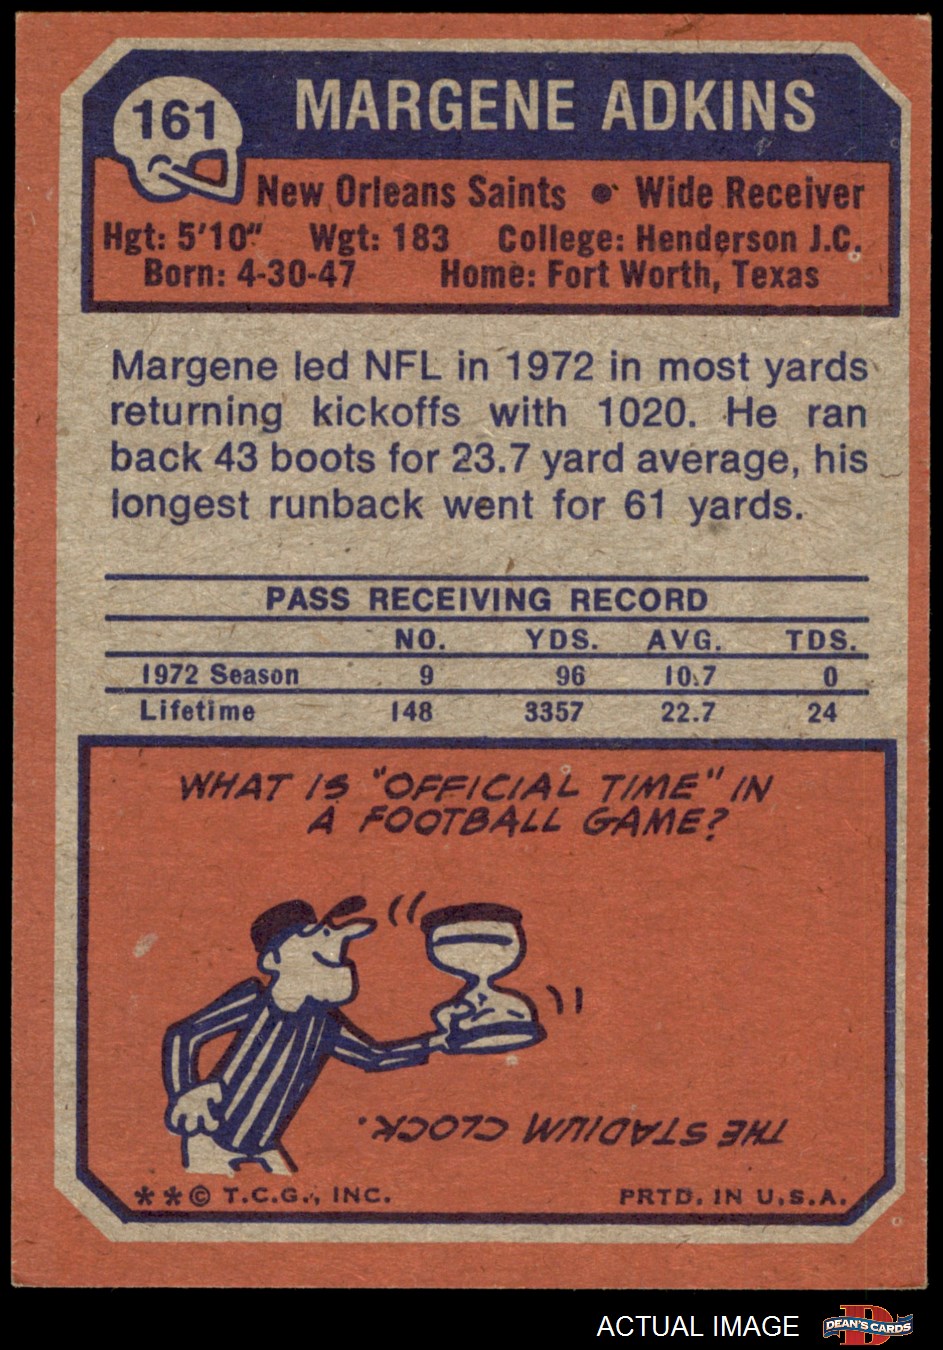 161
MARGENE ADKINS
New Orleans Saints • Wide Receiver
Hgt: 5'10" Wgt: 183 College: Henderson J.C.
Born: 4-30-47 Home: Fort Worth, Texas
Margene led NFL in 1972 in most yards
returning kickoffs with 1020. He ran
back 43 boots for 23.7 yard average, his
longest runback went for 61 yards.
PASS RECEIVING RECORD
NO. YDS. AVG. TDS.
1972 Season 9 96 10.7 0
Lifetime 148 3357 22.7 24
WHAT IS "OFFICIAL TIME" IN
A FOOTBALL GAME?
THE STADIUM CLOCK.
** © T.C.G., INC. PRTD. IN U.S.A.
ACTUAL IMAGE
D
DEAN'S CARDS